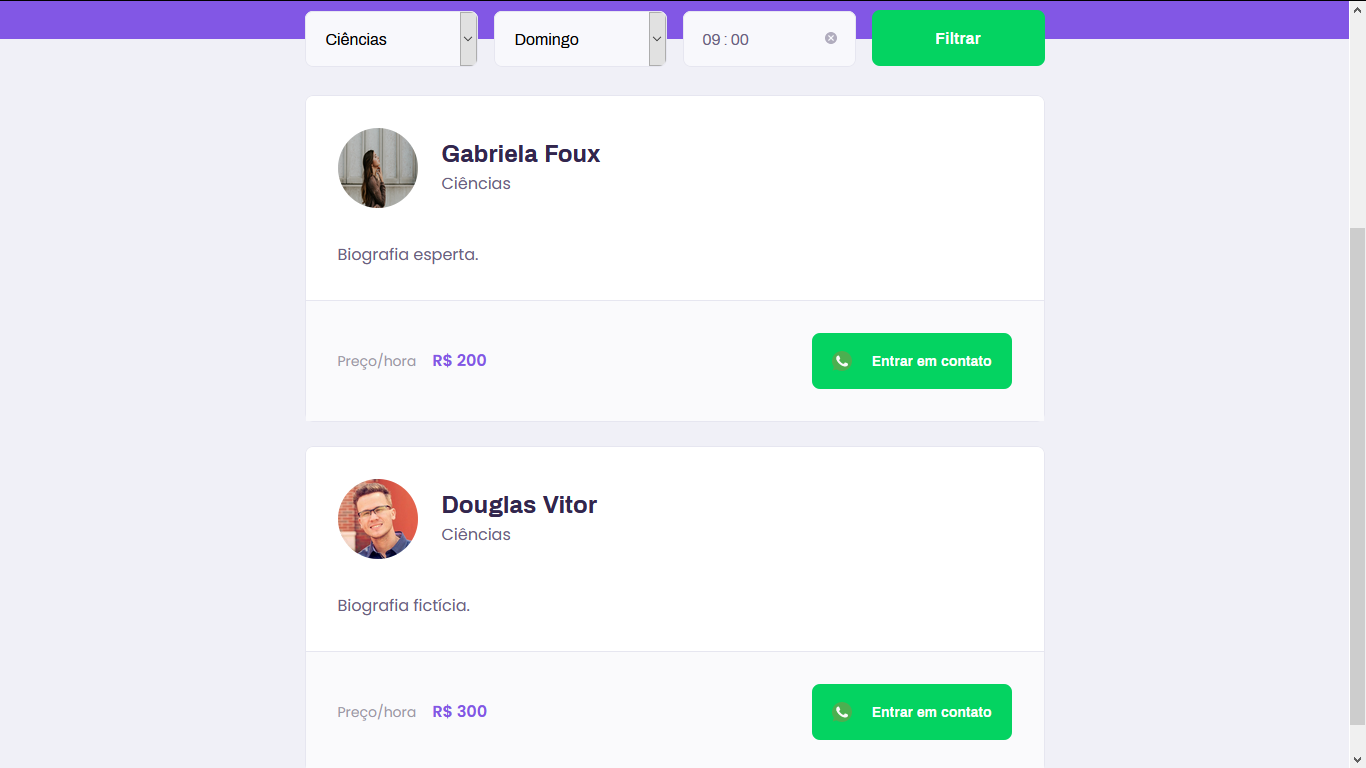 Ciências Domingo 09 : 00 Filtrar
Gabriela Foux
Ciências
Biografia esperta.
Preço/hora R$ 200 Entrar em contato
Douglas Vitor
Ciências
Biografia fictícia.
Preço/hora R$ 300 Entrar em contato